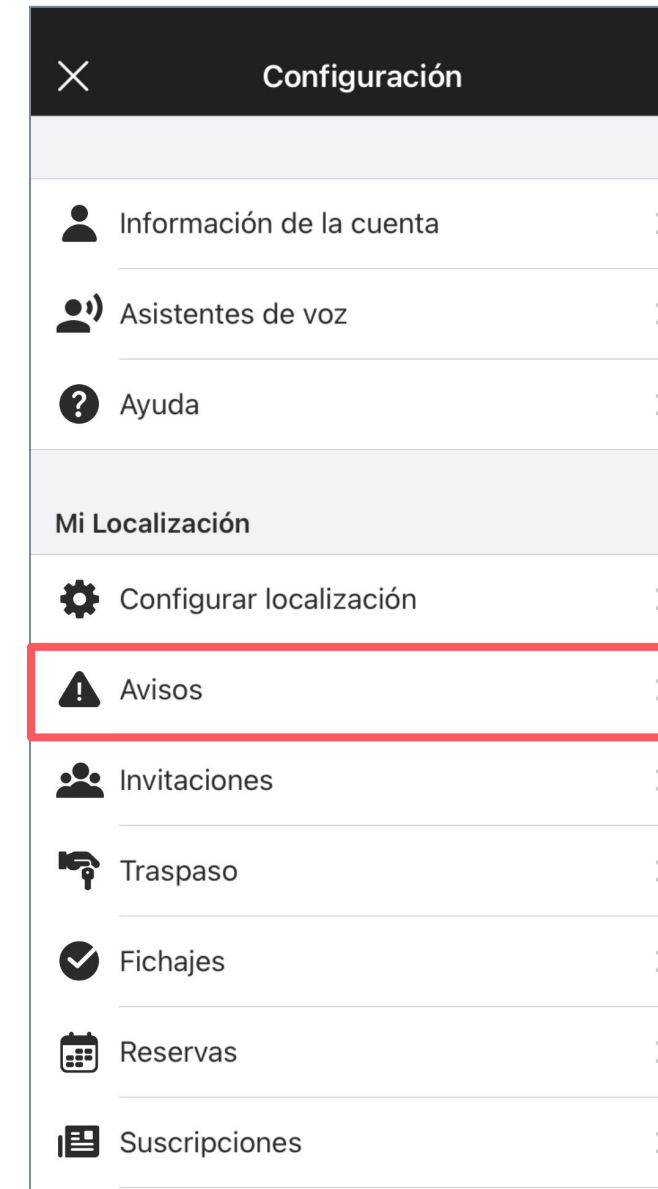 Configuración
Información de la cuenta
Asistentes de voz
Ayuda
Mi Localización
Configurar localización
Avisos
Invitaciones
Traspaso
Fichajes
Reservas
Suscripciones